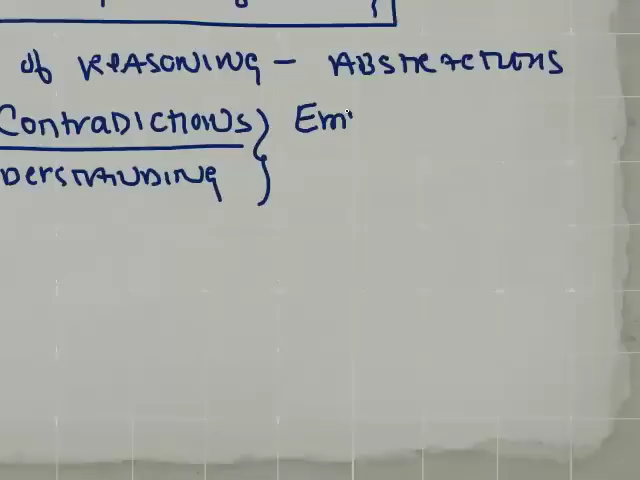 of REASONING - ABSTRACTIONS
CONTRADICTIONS } Em
DERSTANDING